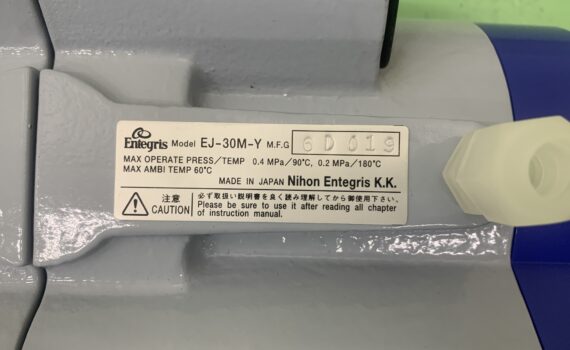 Entegris Model EJ-30M-Y M.F.G 6D019
MAX OPERATE PRESS/TEMP 0.4 MPa/90℃, 0.2 MPa/180℃
MAX AMBI TEMP 60℃
MADE IN JAPAN Nihon Entegris K.K.
注意
CAUTION
必ず取扱い説明書を良く読み理解してから御使用下さい。
Please be sure to use it after reading all chapter
of instruction manual.